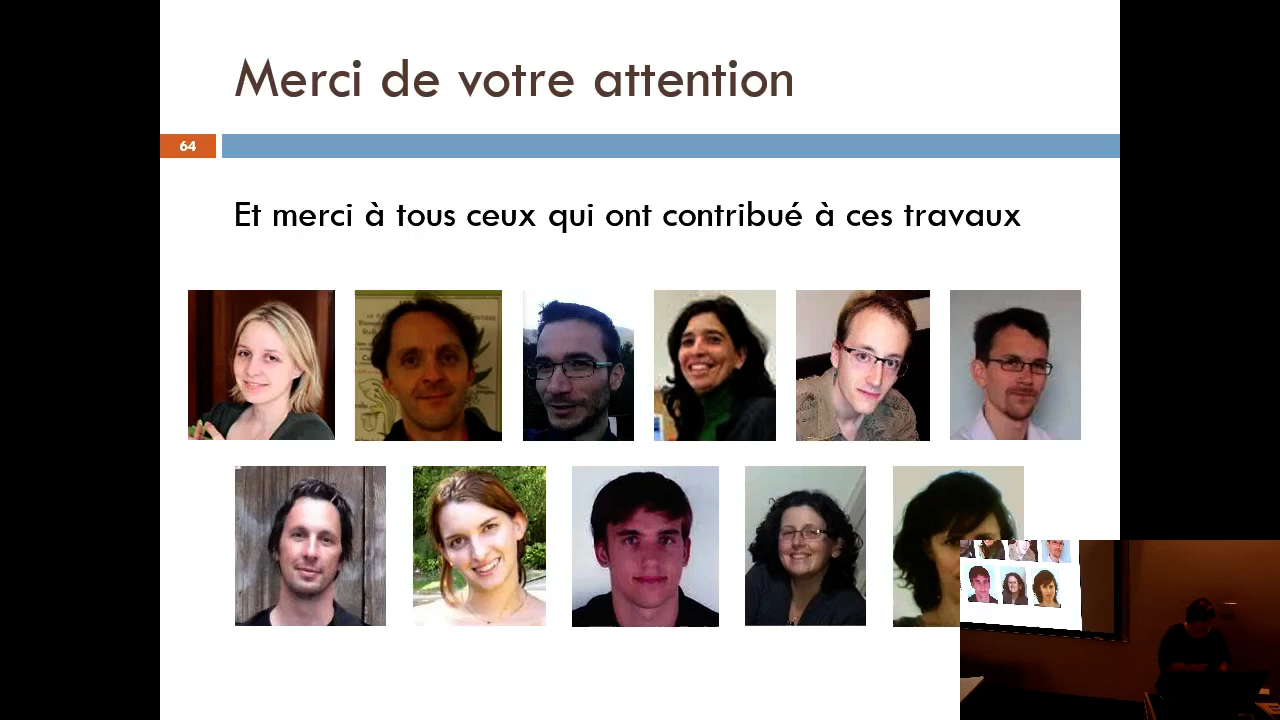 Merci de votre attention
64
Et merci à tous ceux qui ont contribué à ces travaux